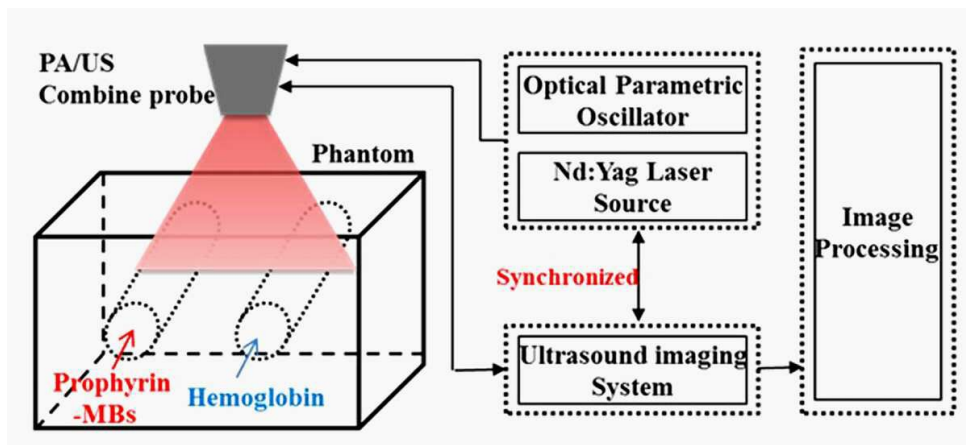 PA/US
Combine probe
Phantom
Prophyrin
-MBs
Hemoglobin
Optical Parametric
Oscillator
Nd:Yag Laser
Source
Synchronized
Ultrasound imaging
System
Image
Processing